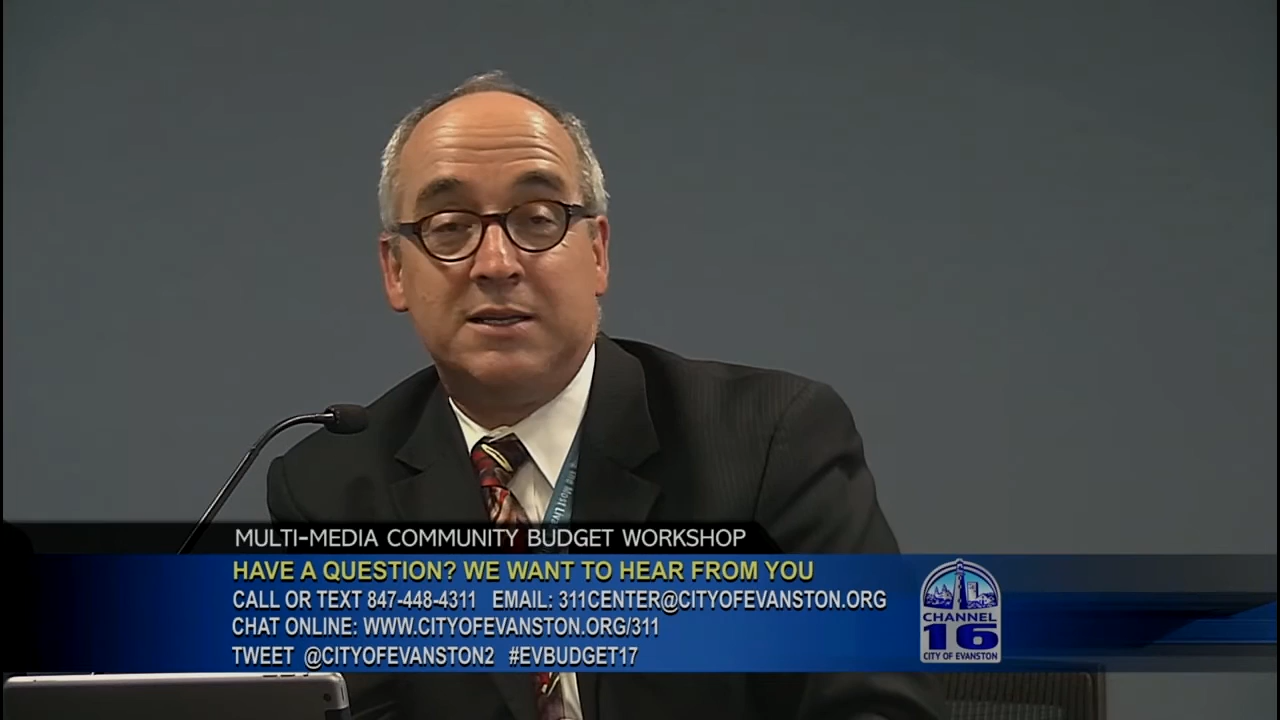 MULTI-MEDIA COMMUNITY BUDGET WORKSHOP
HAVE A QUESTION? WE WANT TO HEAR FROM YOU
CALL OR TEXT 847-448-4311 EMAIL: 311CENTER@CITYOFEVANSTON.ORG
CHAT ONLINE: WWW.CITYOFEVANSTON.ORG/311
TWEET @CITYOFEVANSTON2 #EVBUDGET17
CHANNEL
16
CITY OF EVANSTON
Most